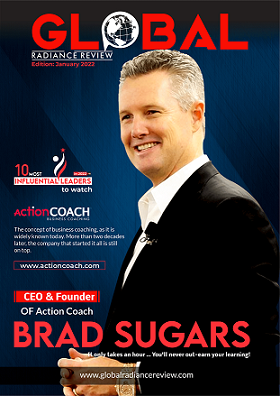 GLOBAL
RADIANCE REVIEW
Edition: January 2022
10 MOST
INFLUENTIAL LEADERS
to watch
ActionCOACH
BUSINESS COACHING
The concept of business coaching, as it is
widely known today. More than two decades
later, the company that started it all is still
on top.
www.actioncoach.com
CEO & Founder
OF Action Coach
BRAD SUGARS
It only takes an hour ... You'll never out-earn your learning!
www.globalradiancereview.com